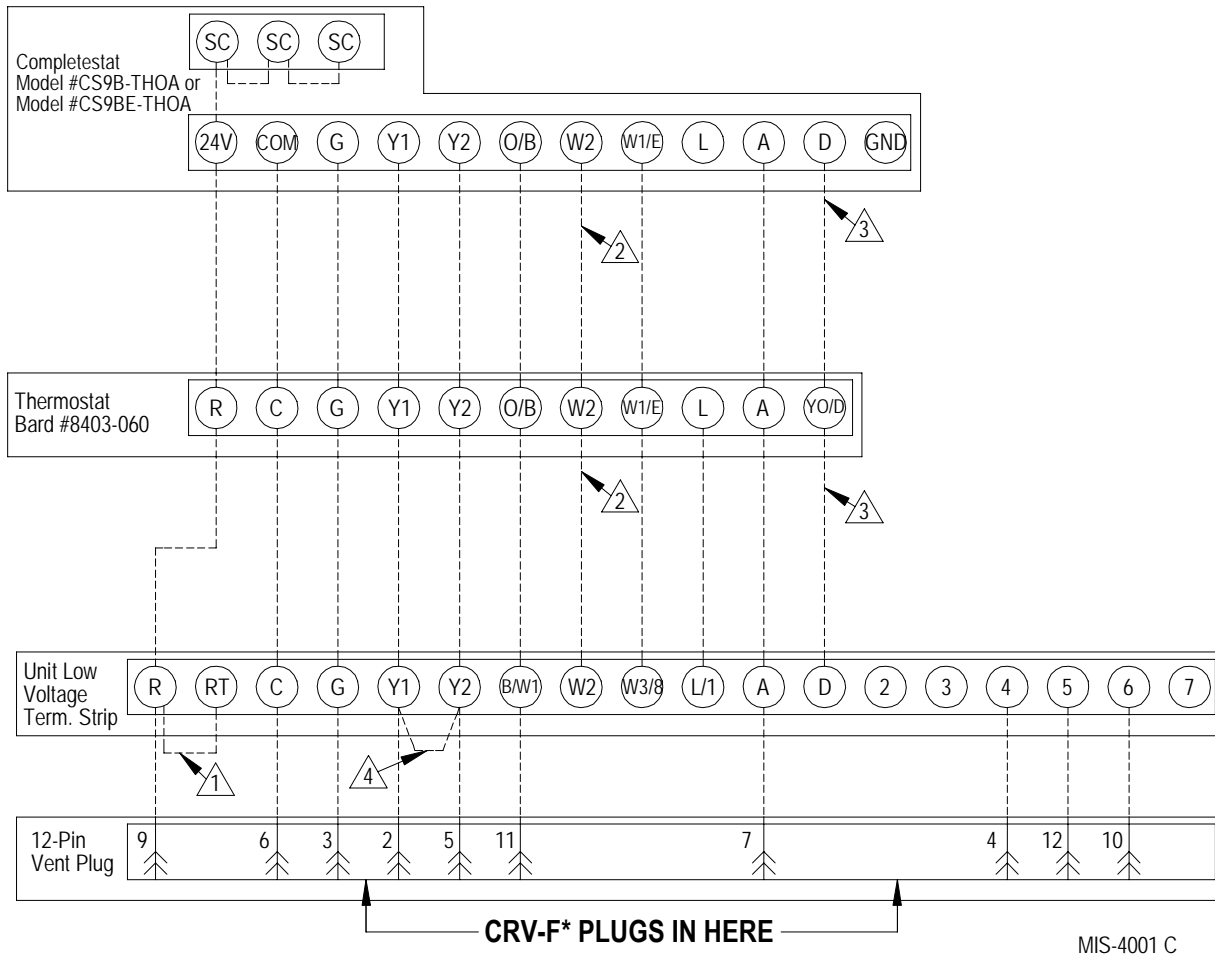 SC SC SC
Completestat
Model #CS9B-THOA or
Model #CS9BE-THOA
24V COM G Y1 Y2 O/B W2 W1/E L A D GND
2 3
Thermostat
Bard #8403-060
R C G Y1 Y2 O/B W2 W1/E L A YO/D
2 3
Unit Low
Voltage
Term. Strip
R RT C G Y1 Y2 B/W1 W2 W3/8 L/1 A D 2 3 4 5 6 7
1 4
12-Pin
Vent Plug
9 6 3 2 5 11 7 4 12 10
CRV-F* PLUGS IN HERE
MIS-4001 C